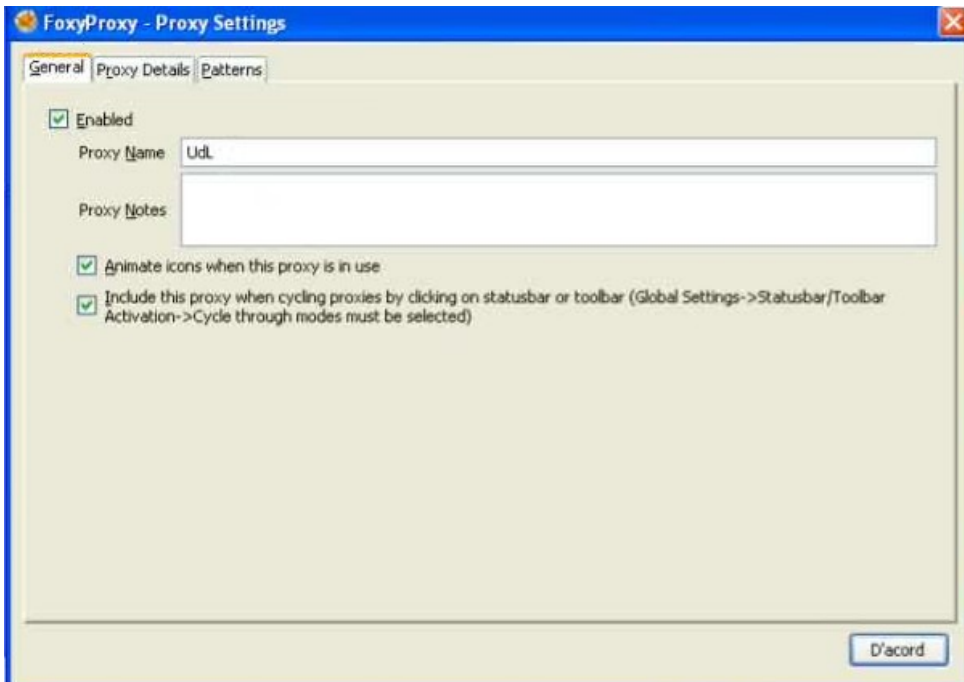 FoxyProxy - Proxy Settings
General Proxy Details Patterns
Enabled
Proxy Name UdL
Proxy Notes
Animate icons when this proxy is in use
Include this proxy when cycling proxies by clicking on statusbar or toolbar (Global Settings->Statusbar/Toolbar
Activation->Cycle through modes must be selected)
D'acord